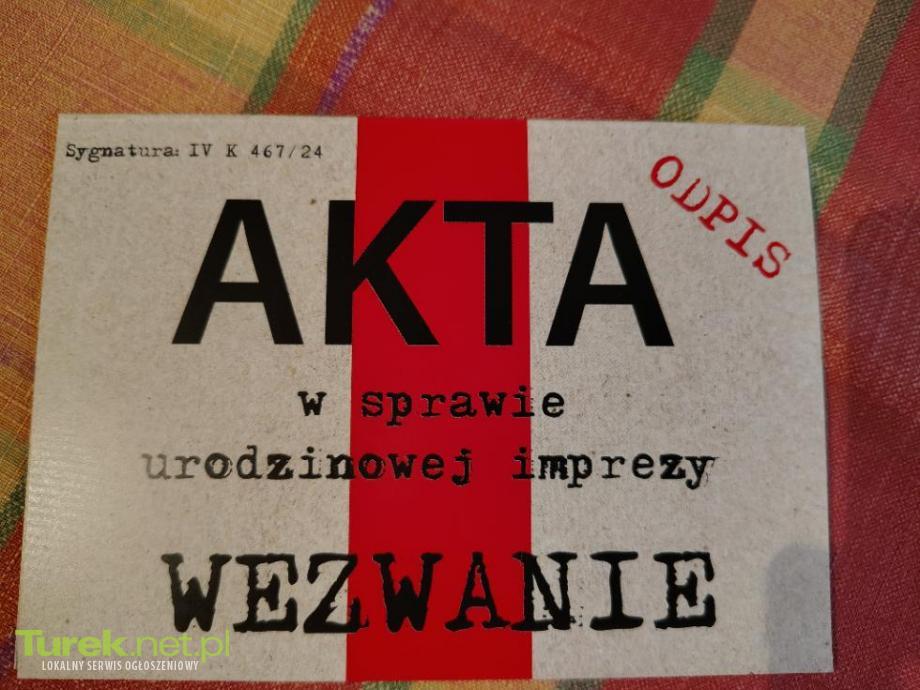 Sygnatura: IV K 467/24
ODPIS
AKTA
w sprawie
urodzinowej imprezy
WEZWANIE
Turek.net.pl
LOKALNY SERWIS OGŁOSZENIOWY